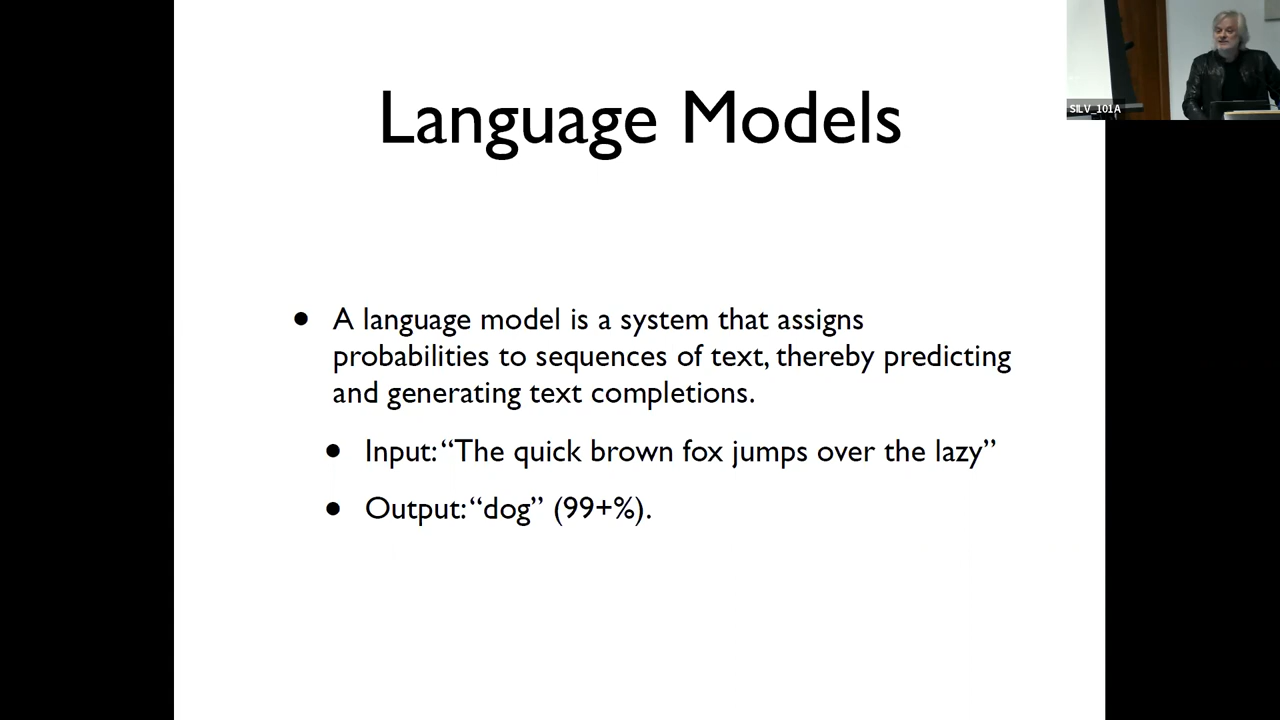 Language Models
SILV_101A
• A language model is a system that assigns
probabilities to sequences of text, thereby predicting
and generating text completions.
• Input: “The quick brown fox jumps over the lazy”
• Output: “dog” (99+%).